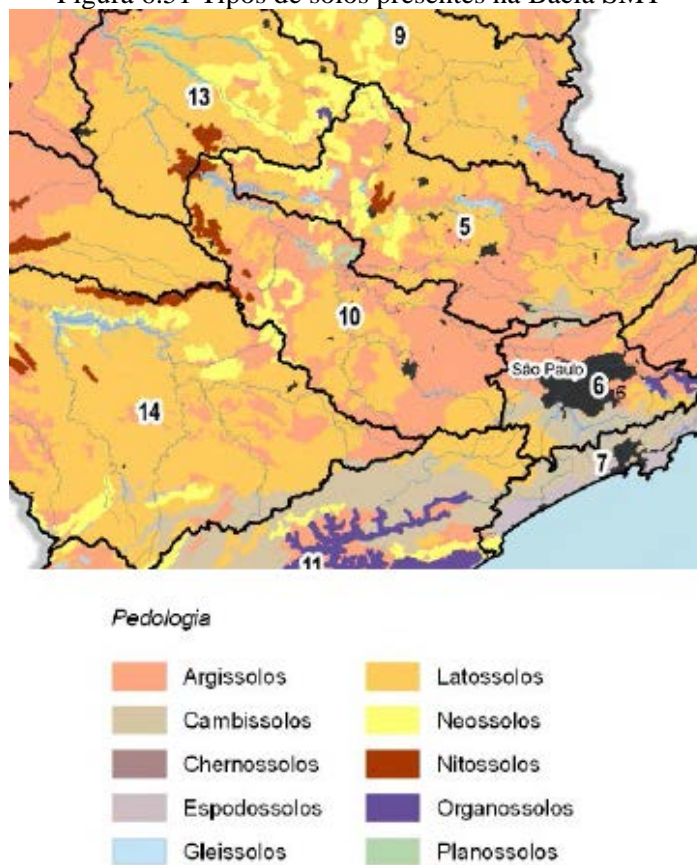 Figura 6.31 Tipos de solos presentes na Bacia SMT
9
13
5
10
São Paulo
6
14
7
11
Pedologia
Argissolos
Latossolos
Cambissolos
Neossolos
Chernossolos
Nitossolos
Espodossolos
Organossolos
Gleissolos
Planossolos